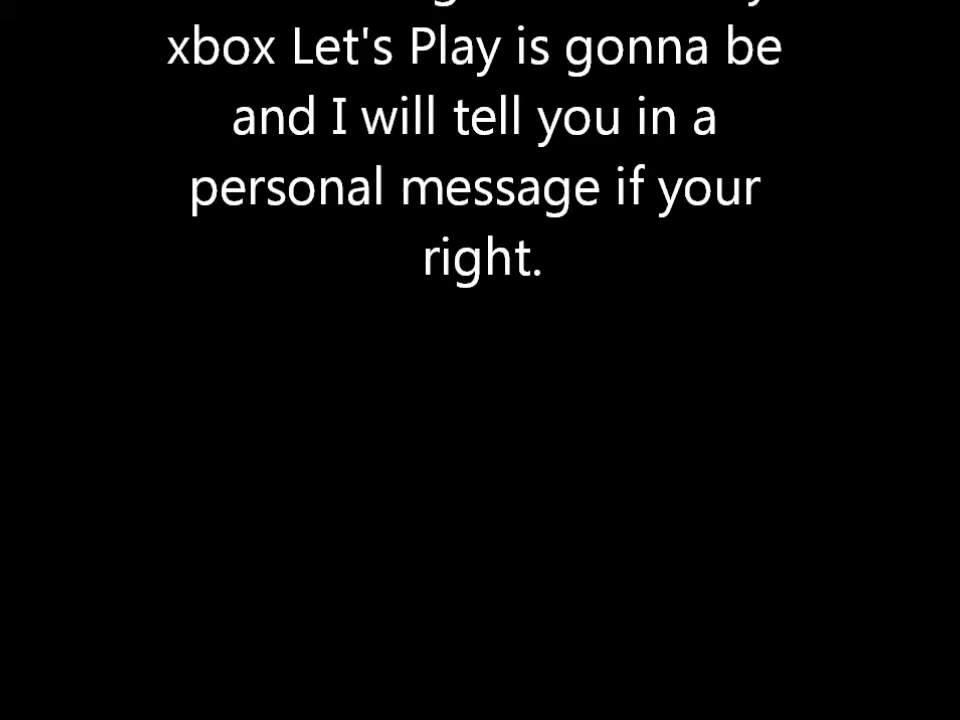 xbox Let's Play is gonna be
and I will tell you in a
personal message if your
right.